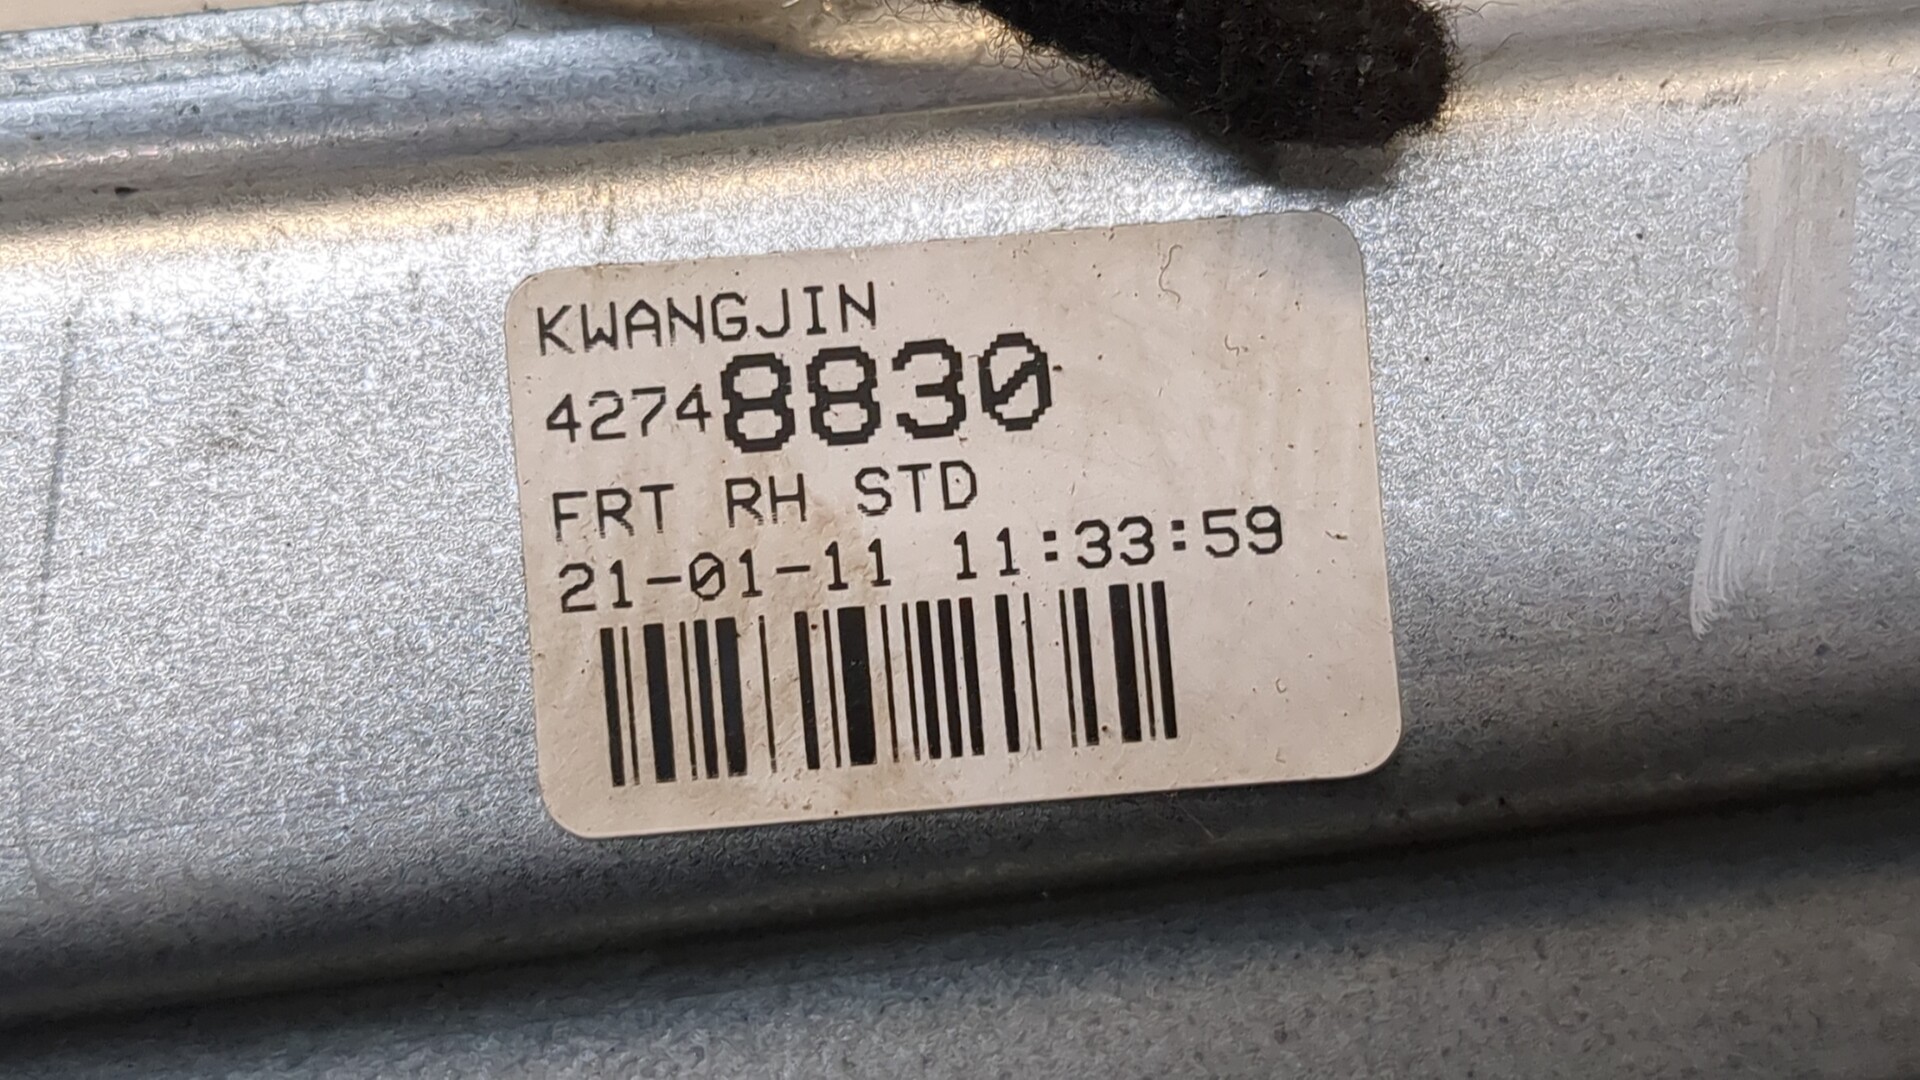 KWANGJIN
42748830
FRT RH STD
21-01-11 11:33:59